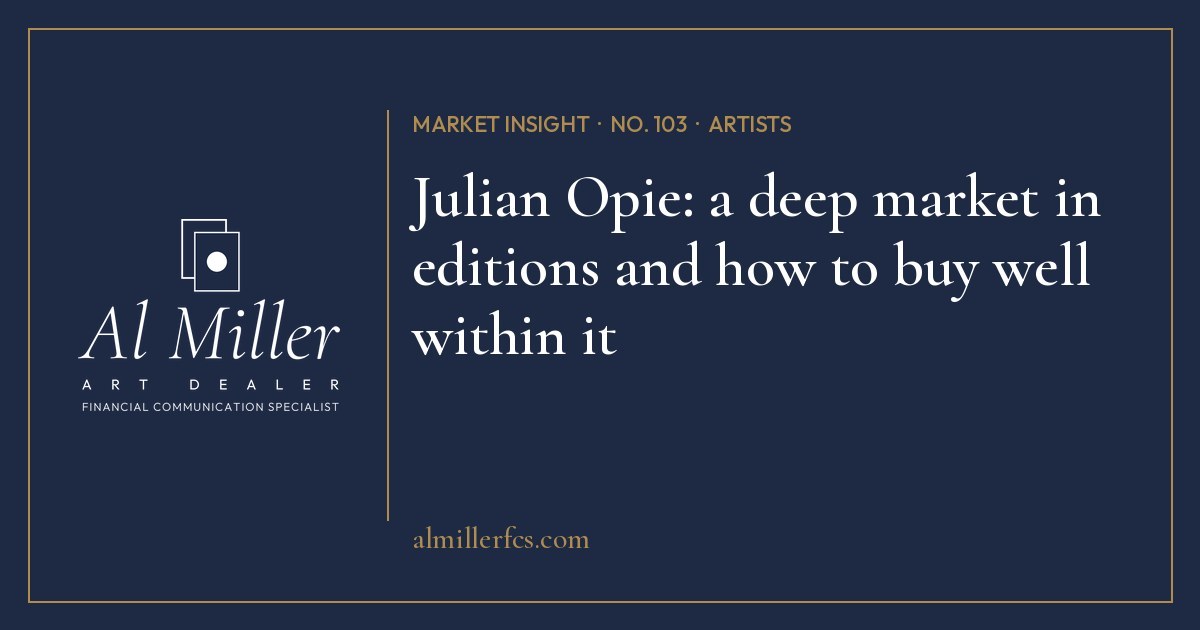 Al Miller
ART DEALER
FINANCIAL COMMUNICATION SPECIALIST
MARKET INSIGHT · NO. 103 · ARTISTS
Julian Opie: a deep market in
editions and how to buy well
within it
almillerfcs.com